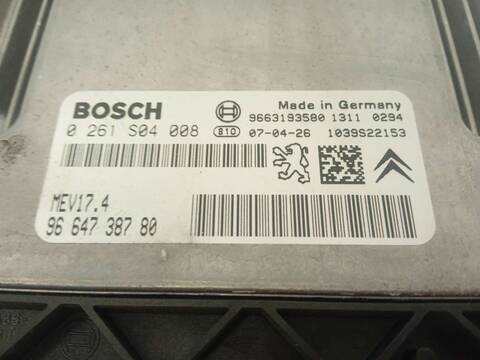 BOSCH
Made in Germany
9663193580 1311 0294
0 261 S04 008
810 07-04-26 1039S22153
MEV17.4
96 647 387 80